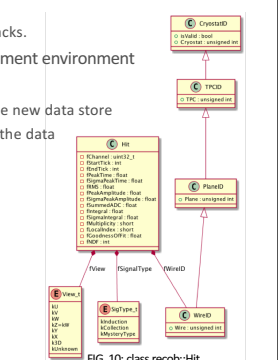 acks.
ment environment
e new data store
the data
C CryostatID
isValid : bool
Cryostat : unsigned int
C TPCID
TPC : unsigned int
C PlaneID
Plane : unsigned int
C Hit
fChannel : uint32_t
fStartTick : int
fEndTick : int
fPeakTime : float
fSigmaPeakTime : float
fRMS : float
fPeakAmplitude : float
fSigmaPeakAmplitude : float
fSummedADC : float
fIntegral : float
fSigmaIntegral : float
fMultiplicity : short
fLocalIndex : short
fGoodnessOfFit : float
fNDF : int
fView
fSignalType
fWireID
E View_t
kU
kV
kW
kZ=kW
kY
kX
k3D
kUnknown
E SigType_t
kInduction
kCollection
kMysteryType
C WireID
Wire : unsigned int
FIG. 10: class recob::Hit